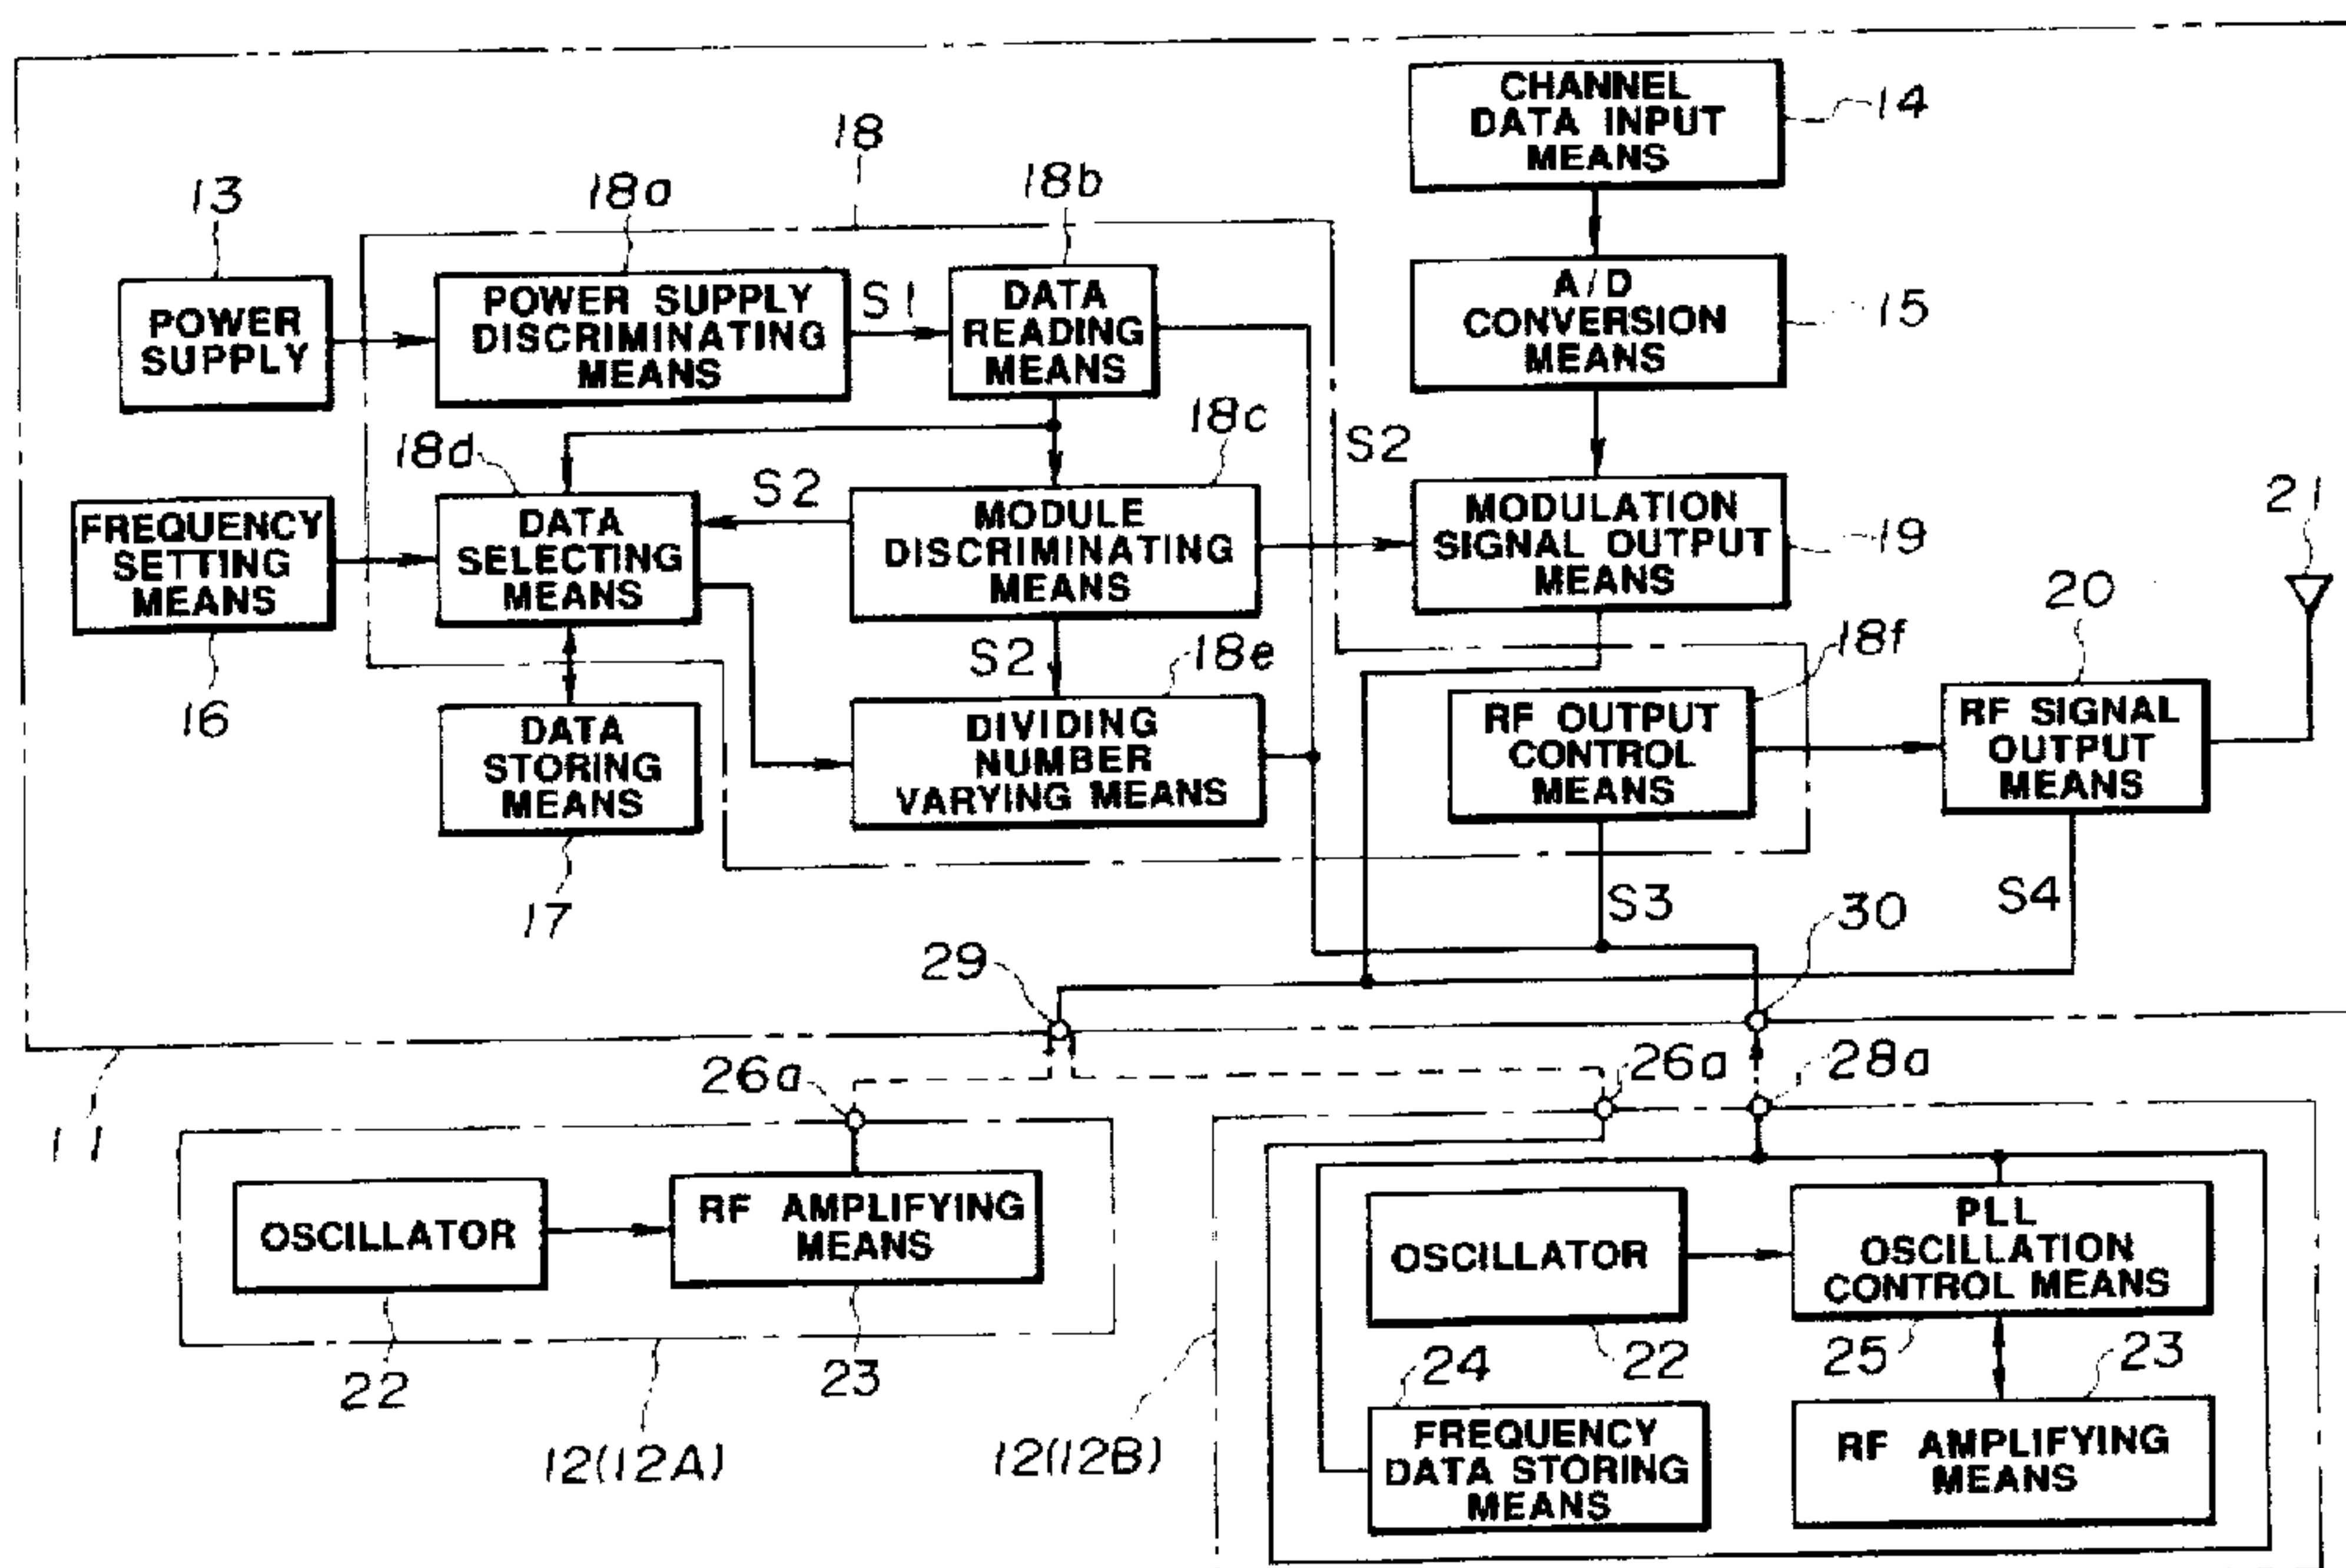 CHANNEL
DATA INPUT
MEANS
14
18
13
18a
18b
POWER
SUPPLY
POWER SUPPLY
DISCRIMINATING
MEANS
S1
DATA
READING
MEANS
A/D
CONVERSION
MEANS
15
18d
18c
S2
S2
FREQUENCY
SETTING
MEANS
16
DATA
SELECTING
MEANS
MODULE
DISCRIMINATING
MEANS
MODULATION
SIGNAL OUTPUT
MEANS
19
21
20
S2
18e
18f
DATA
STORING
MEANS
17
DIVIDING
NUMBER
VARYING MEANS
RF OUTPUT
CONTROL
MEANS
RF SIGNAL
OUTPUT
MEANS
S3
S4
30
29
11
26a
26a
28a
OSCILLATOR
22
RF AMPLIFYING
MEANS
23
12(12A)
OSCILLATOR
22
PLL
OSCILLATION
CONTROL MEANS
25
24
23
12(12B)
FREQUENCY
DATA STORING
MEANS
RF AMPLIFYING
MEANS